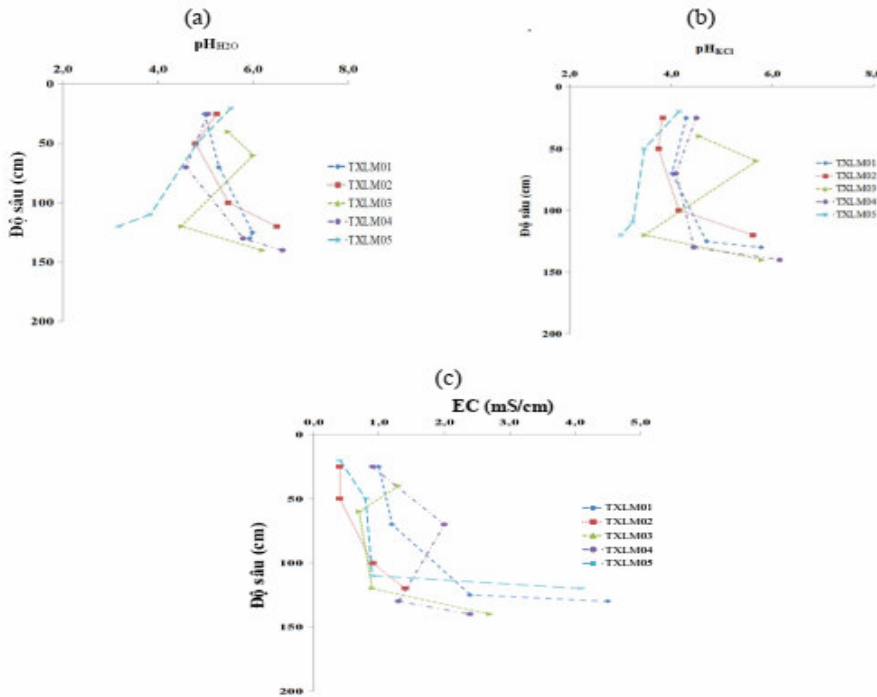 (a)
pH_H2O
2,0 4,0 6,0 8,0
0
50
100
150
200
Độ sâu (cm)
TXLM01
TXLM02
TXLM03
TXLM04
TXLM05
(b)
pH_KCl
2,0 4,0 6,0 8,0
0
50
100
150
200
Độ sâu (cm)
TXLM01
TXLM02
TXLM03
TXLM04
TXLM05
(c)
EC (mS/cm)
0,0 1,0 2,0 3,0 4,0 5,0
0
50
100
150
200
Độ sâu (cm)
TXLM01
TXLM02
TXLM03
TXLM04
TXLM05